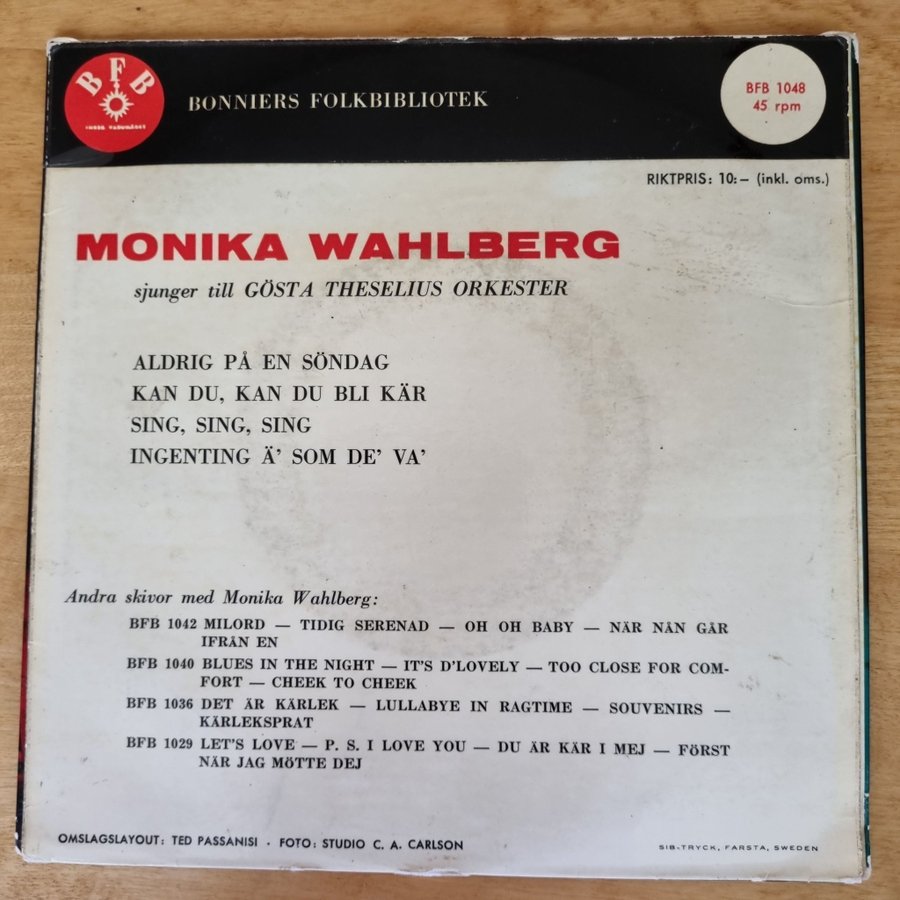 BFB
INREG. VARUMÄRKE
BONNIERS FOLKBIBLIOTEK
BFB 1048
45 rpm
RIKTPRIS: 10:– (inkl. oms.)
MONIKA WAHLBERG
sjunger till GÖSTA THESELIUS ORKESTER
ALDRIG PÅ EN SÖNDAG
KAN DU, KAN DU BLI KÄR
SING, SING, SING
INGENTING Ä' SOM DE' VA'
Andra skivor med Monika Wahlberg:
BFB 1042 MILORD — TIDIG SERENAD — OH OH BABY — NÄR NÅN GÅR
IFRÅN EN
BFB 1040 BLUES IN THE NIGHT — IT'S D'LOVELY — TOO CLOSE FOR COM-
FORT — CHEEK TO CHEEK
BFB 1036 DET ÄR KÄRLEK — LULLABYE IN RAGTIME — SOUVENIRS —
KÄRLEKSPRAT
BFB 1029 LET'S LOVE — P. S. I LOVE YOU — DU ÄR KÄR I MEJ — FÖRST
NÄR JAG MÖTTE DEJ
OMSLAGSLAYOUT: TED PASSANISI · FOTO: STUDIO C. A. CARLSON
SIB-TRYCK, FARSTA, SWEDEN